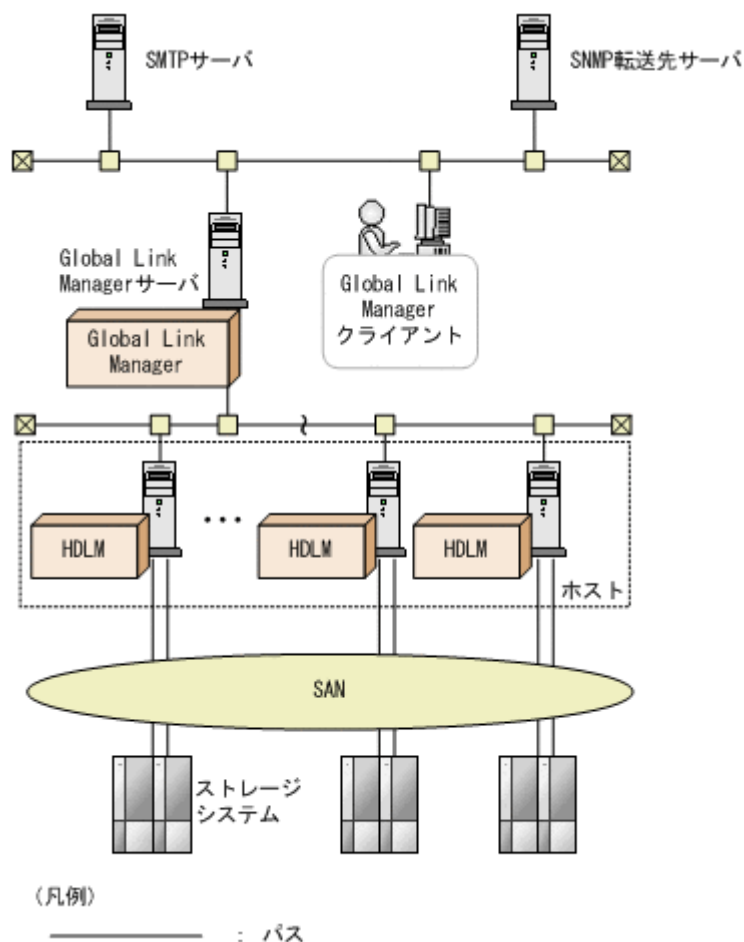 SMTPサーバ
SNMP転送先サーバ
Global Link
Managerサーバ
Global Link
Manager
Global Link
Manager
クライアント
HDLM
...
HDLM
HDLM
ホスト
SAN
ストレージ
システム
(凡例)
: パス